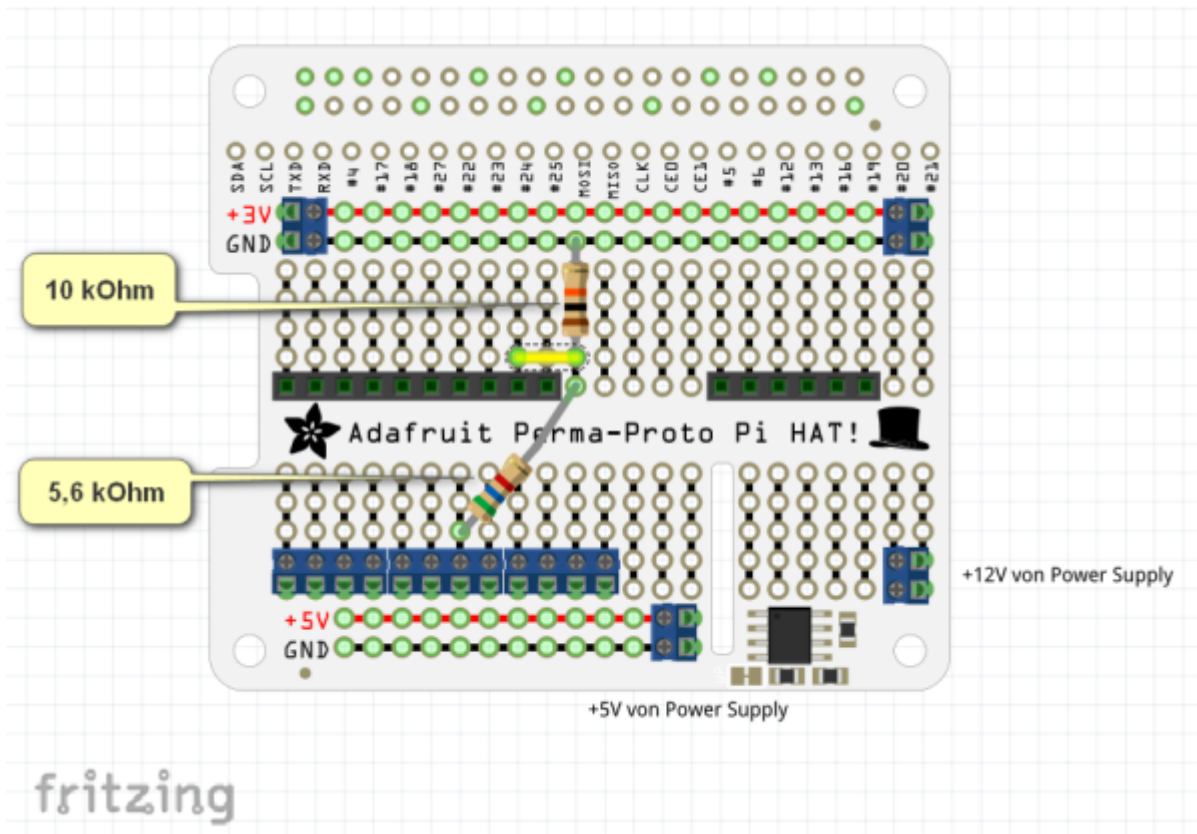 SDA SCL TXD RXD #4 #17 #18 #27 #22 #23 #24 #25 MOSI MISO CLK CE0 CE1 #5 #6 #12 #13 #16 #19 #20 #21
+3V
GND
10 kOhm
Adafruit Perma-Proto Pi HAT!
5,6 kOhm
+12V von Power Supply
+5V
GND
+5V von Power Supply
fritzing